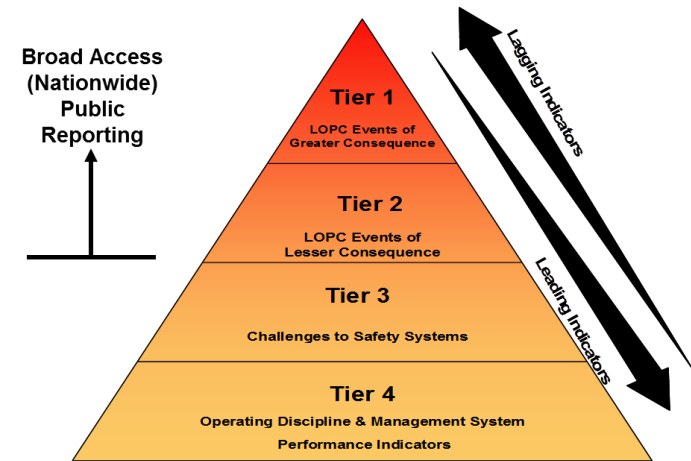 Broad Access
(Nationwide)
Public
Reporting
Tier 1
LOPC Events of
Greater Consequence
Tier 2
LOPC Events of
Lesser Consequence
Tier 3
Challenges to Safety Systems
Tier 4
Operating Discipline & Management System
Performance Indicators
Lagging Indicators
Leading Indicators